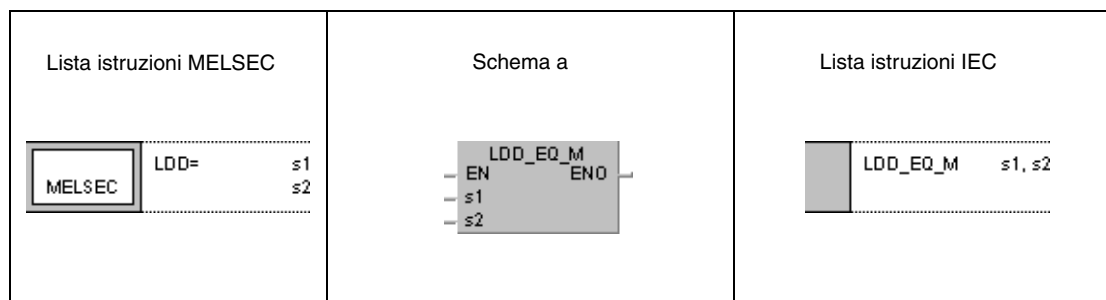 Lista istruzioni MELSEC
MELSEC
LDD=
s1
s2
Schema a
LDD_EQ_M
EN ENO
s1
s2
Lista istruzioni IEC
LDD_EQ_M s1, s2